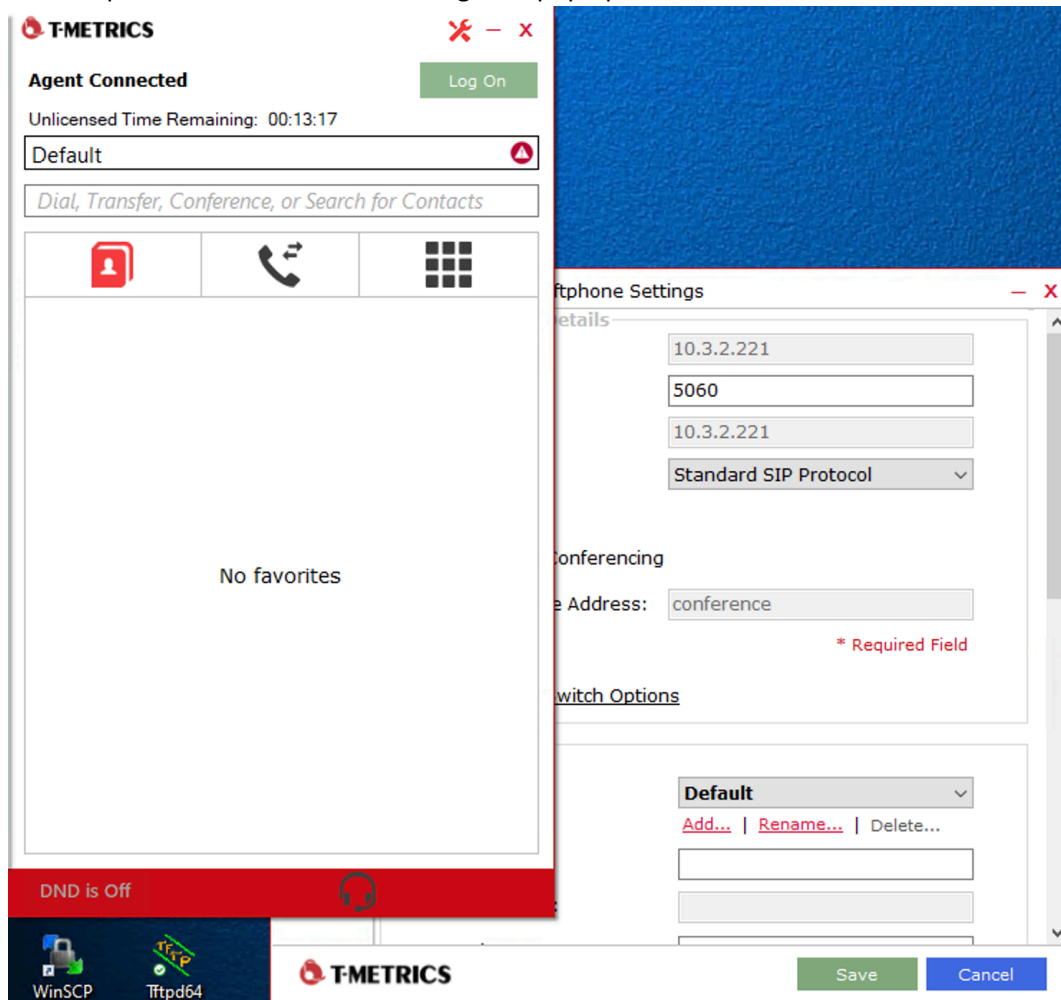 T-METRICS
Agent Connected
Log On
Unlicensed Time Remaining: 00:13:17
Default
Dial, Transfer, Conference, or Search for Contacts
No favorites
DND is Off
ftphone Settings
etails
10.3.2.221
5060
10.3.2.221
Standard SIP Protocol
onferencing
e Address: conference
* Required Field
witch Options
Default
Add... | Rename... | Delete...
T-METRICS
Save
Cancel
WinSCP
Tftpd64